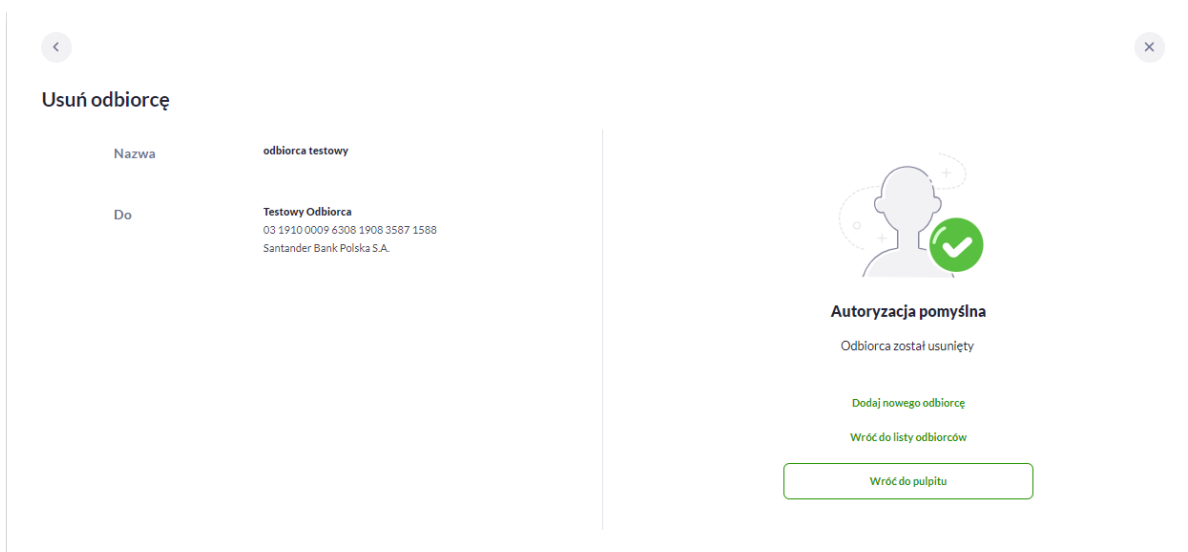 Usuń odbiorcę
Nazwa
odbiorca testowy
Do
Testowy Odbiorca
03 1910 0009 6308 1908 3587 1588
Santander Bank Polska S.A.
Autoryzacja pomyślna
Odbiorca został usunięty
Dodaj nowego odbiorcę
Wróć do listy odbiorców
Wróć do pulpitu